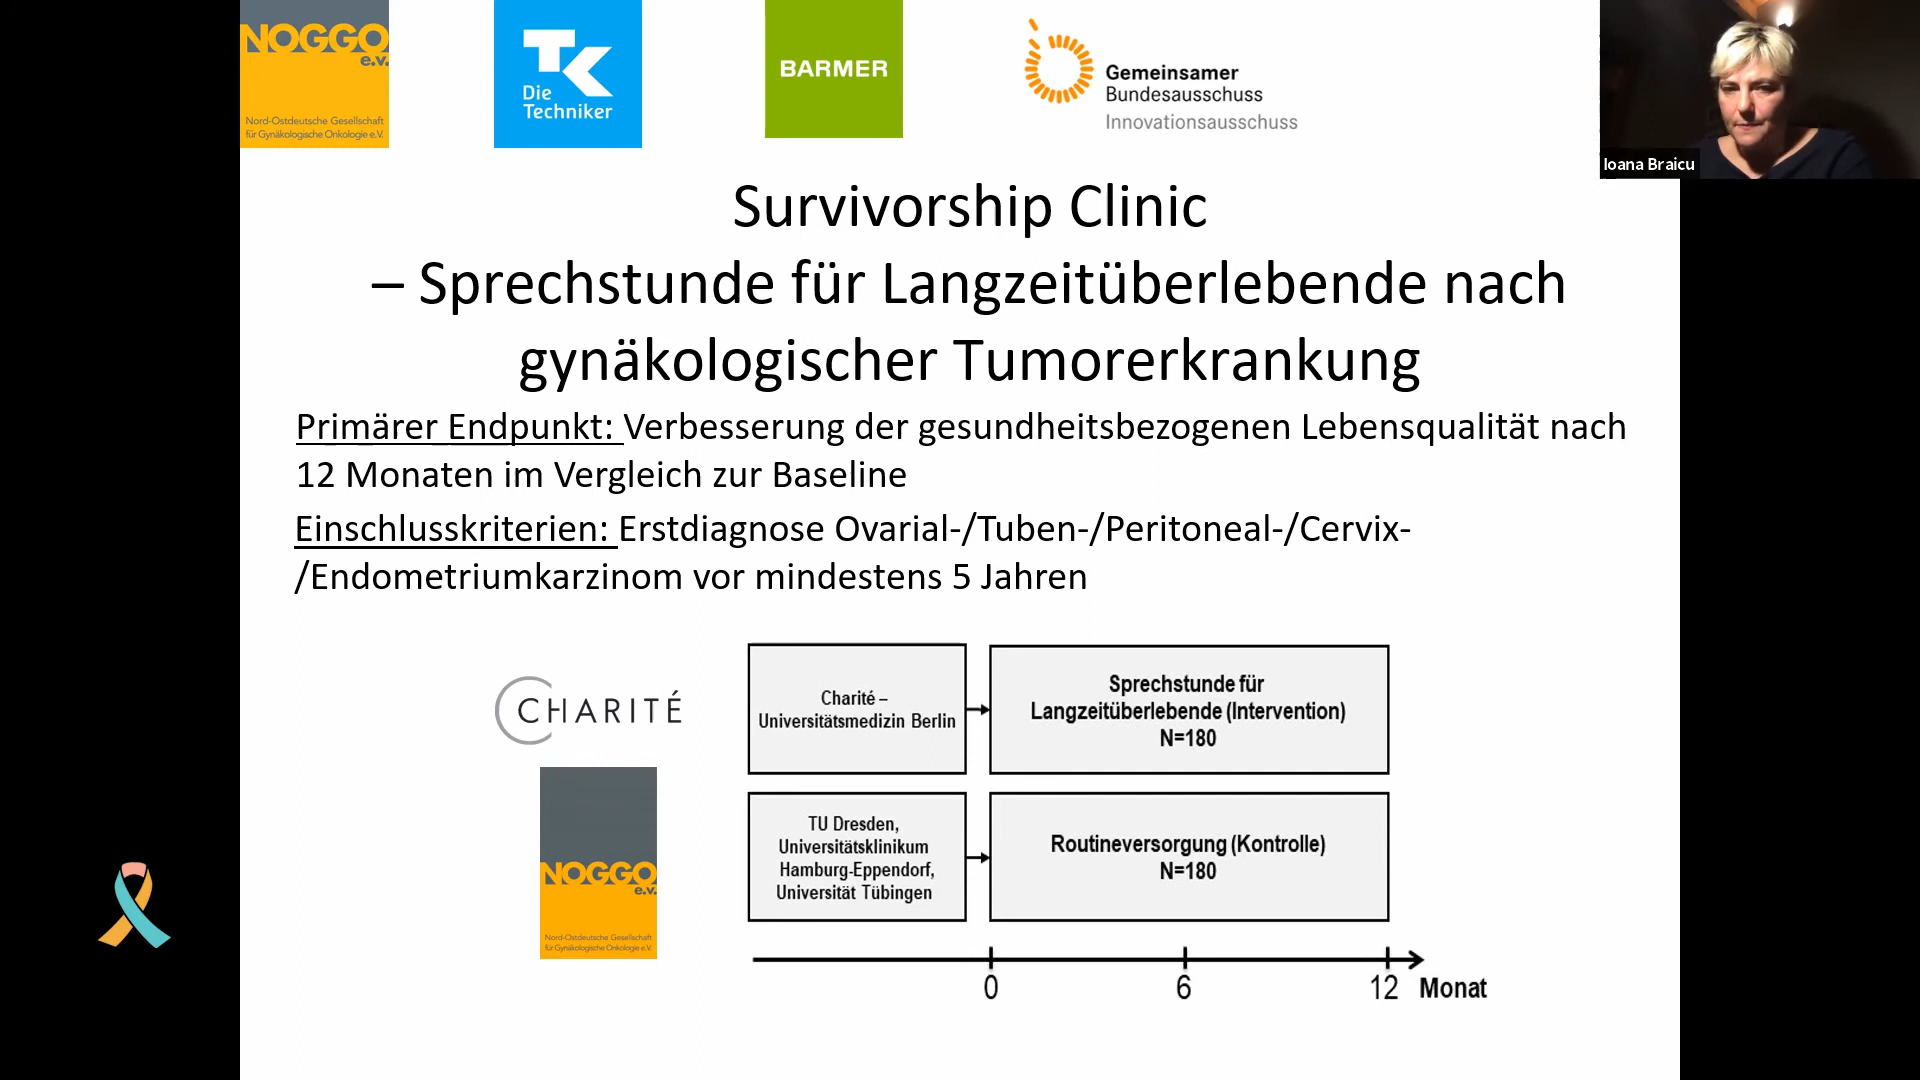 NOGGO
e.v.
Nord-Ostdeutsche Gesellschaft
für Gynäkologische Onkologie e.V.
TK
Die
Techniker
BARMER
Gemeinsamer
Bundesausschuss
Innovationsausschuss
Ioana Braicu
Survivorship Clinic
– Sprechstunde für Langzeitüberlebende nach
gynäkologischer Tumorerkrankung
Primärer Endpunkt: Verbesserung der gesundheitsbezogenen Lebensqualität nach
12 Monaten im Vergleich zur Baseline
Einschlusskriterien: Erstdiagnose Ovarial-/Tuben-/Peritoneal-/Cervix-
/Endometriumkarzinom vor mindestens 5 Jahren
CHARITÉ
Charité –
Universitätsmedizin Berlin
Sprechstunde für
Langzeitüberlebende (Intervention)
N=180
NOGGO
e.v.
Nord-Ostdeutsche Gesellschaft
für Gynäkologische Onkologie e.V.
TU Dresden,
Universitätsklinikum
Hamburg-Eppendorf,
Universität Tübingen
Routineversorgung (Kontrolle)
N=180
0 6 12 Monat